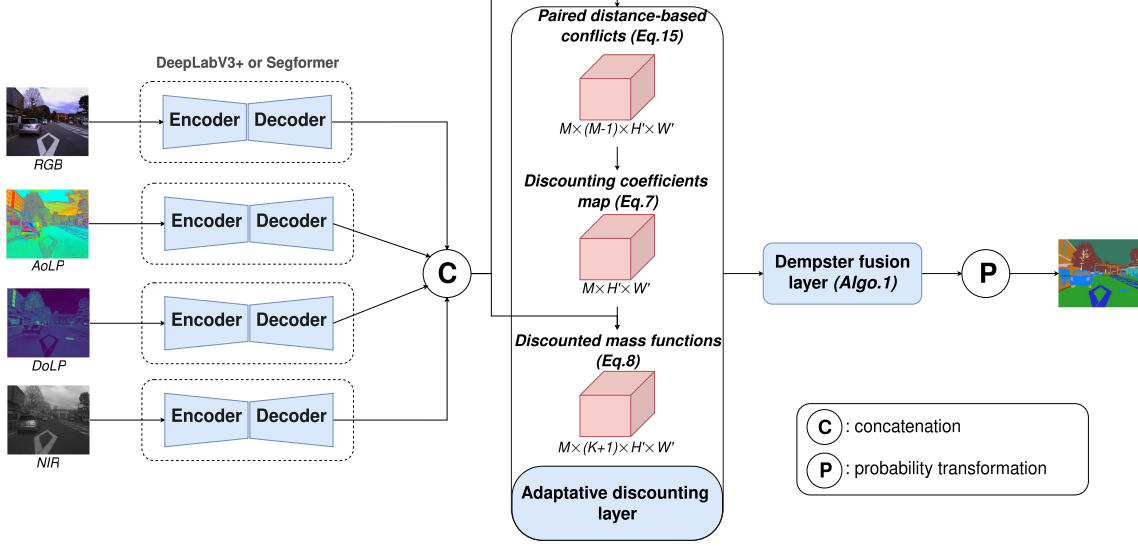 DeepLabV3+ or Segformer
Encoder
Decoder
RGB
Encoder
Decoder
AoLP
Encoder
Decoder
DoLP
Encoder
Decoder
NIR
C
Paired distance-based
conflicts (Eq.15)
M×(M-1)×H'×W'
Discounting coefficients
map (Eq.7)
M×H'×W'
Discounted mass functions
(Eq.8)
M×(K+1)×H'×W'
Adaptative discounting
layer
Dempster fusion
layer (Algo.1)
P
C : concatenation
P : probability transformation